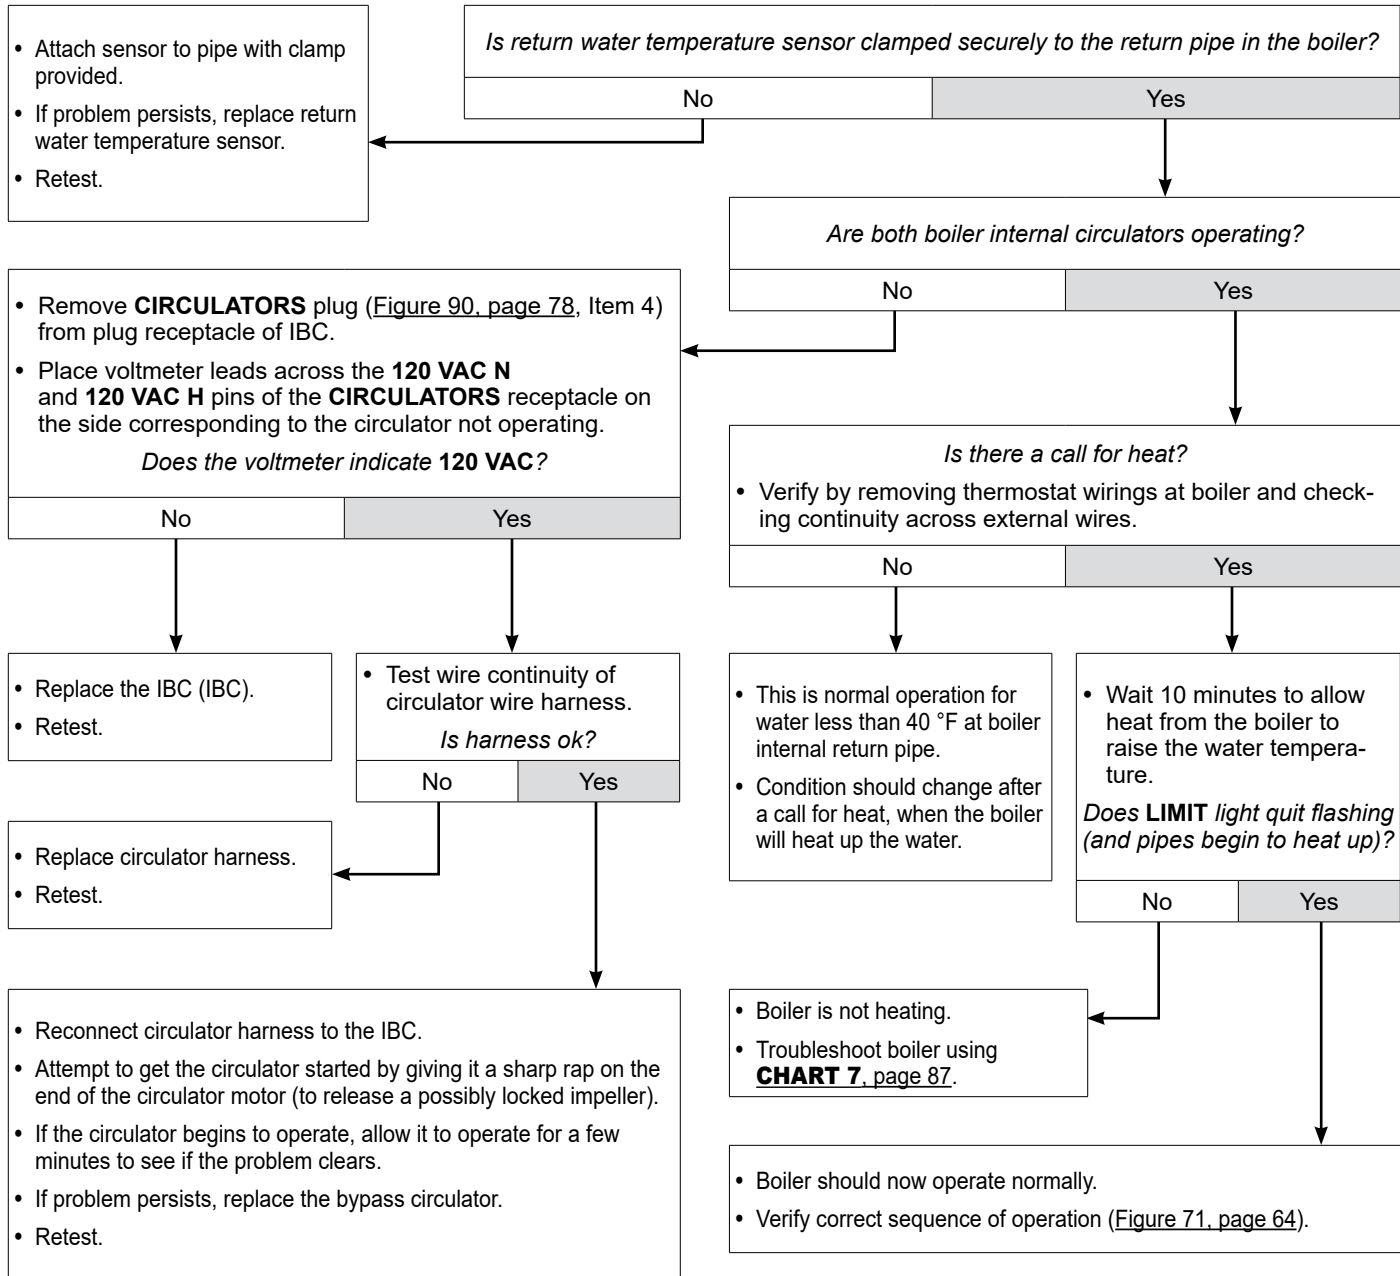 Is return water temperature sensor clamped securely to the return pipe in the boiler?
No
Yes
• Attach sensor to pipe with clamp
provided.
• If problem persists, replace return
water temperature sensor.
• Retest.
Are both boiler internal circulators operating?
No
Yes
• Remove CIRCULATORS plug (Figure 90, page 78, Item 4)
from plug receptacle of IBC.
• Place voltmeter leads across the 120 VAC N
and 120 VAC H pins of the CIRCULATORS receptacle on
the side corresponding to the circulator not operating.
Does the voltmeter indicate 120 VAC?
No
Yes
Is there a call for heat?
• Verify by removing thermostat wirings at boiler and check-
ing continuity across external wires.
No
Yes
• Replace the IBC (IBC).
• Retest.
• Test wire continuity of
circulator wire harness.
Is harness ok?
No
Yes
• This is normal operation for
water less than 40 °F at boiler
internal return pipe.
• Condition should change after
a call for heat, when the boiler
will heat up the water.
• Wait 10 minutes to allow
heat from the boiler to
raise the water tempera-
ture.
Does LIMIT light quit flashing
(and pipes begin to heat up)?
No
Yes
• Replace circulator harness.
• Retest.
• Reconnect circulator harness to the IBC.
• Attempt to get the circulator started by giving it a sharp rap on the
end of the circulator motor (to release a possibly locked impeller).
• If the circulator begins to operate, allow it to operate for a few
minutes to see if the problem clears.
• If problem persists, replace the bypass circulator.
• Retest.
• Boiler is not heating.
• Troubleshoot boiler using
CHART 7, page 87.
• Boiler should now operate normally.
• Verify correct sequence of operation (Figure 71, page 64).